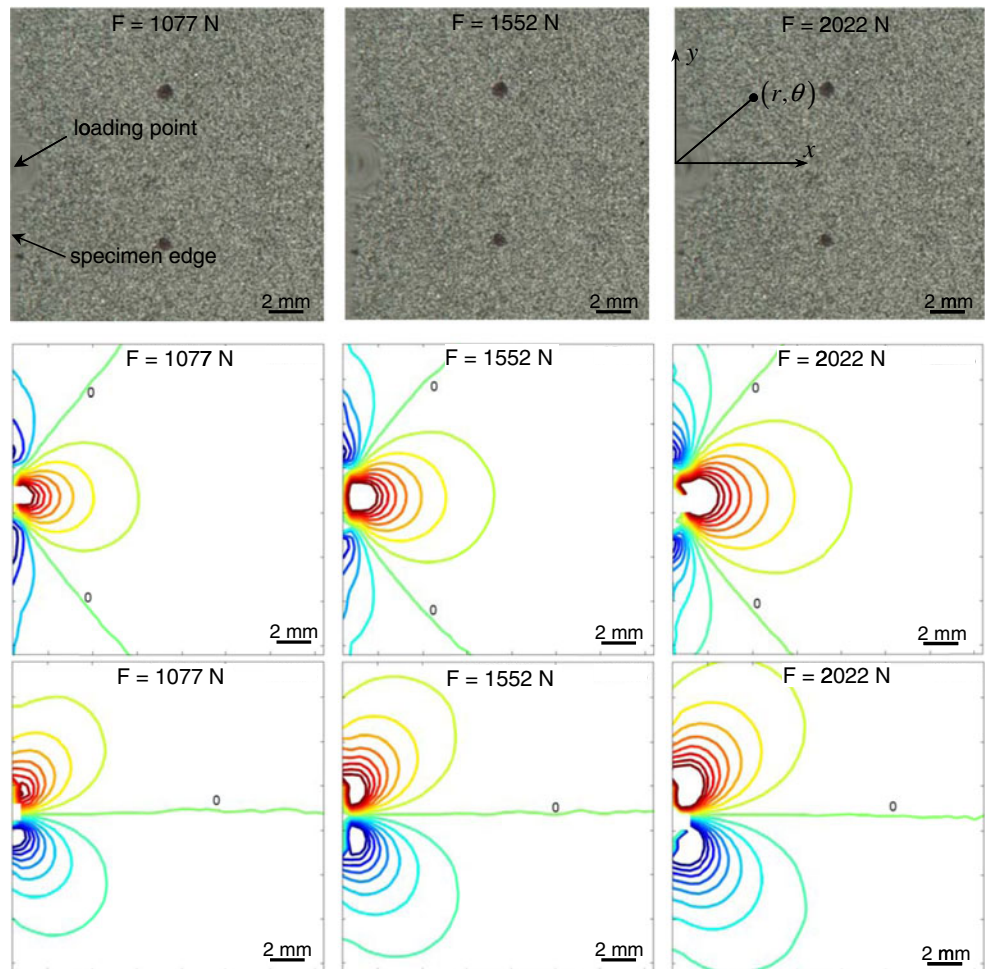 F = 1077 N
F = 1552 N
F = 2022 N
y
(r, θ)
loading point
x
specimen edge
2 mm
2 mm
2 mm
F = 1077 N
F = 1552 N
F = 2022 N
0
0
0
0
0
0
2 mm
2 mm
2 mm
F = 1077 N
F = 1552 N
F = 2022 N
0
0
0
2 mm
2 mm
2 mm